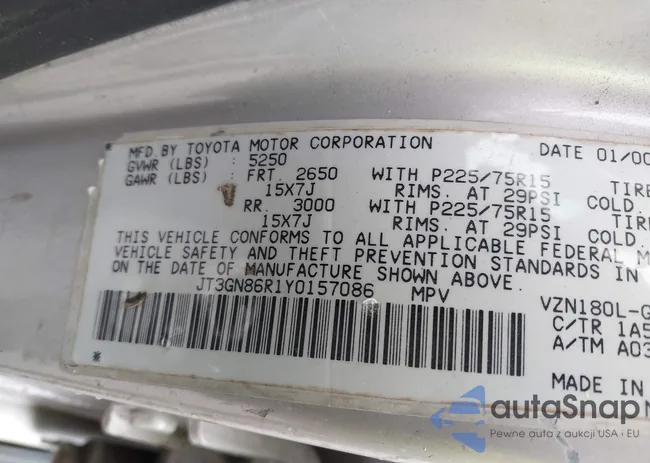 MFD. BY TOYOTA MOTOR CORPORATION DATE 01/00
GVWR (LBS) : 5250
GAWR (LBS) : FRT. 2650 WITH P225/75R15 TIRE
15X7J RIMS. AT 29PSI COLD.
RR. 3000 WITH P225/75R15 TIRE
15X7J RIMS. AT 29PSI COLD.
THIS VEHICLE CONFORMS TO ALL APPLICABLE FEDERAL M
VEHICLE SAFETY AND THEFT PREVENTION STANDARDS IN
ON THE DATE OF MANUFACTURE SHOWN ABOVE.
JT3GN86R1Y0157086 MPV VZN180L-G
C/TR 1A5
A/TM A03
* MADE IN
autoSnap
Pewne auta z aukcji USA i EU